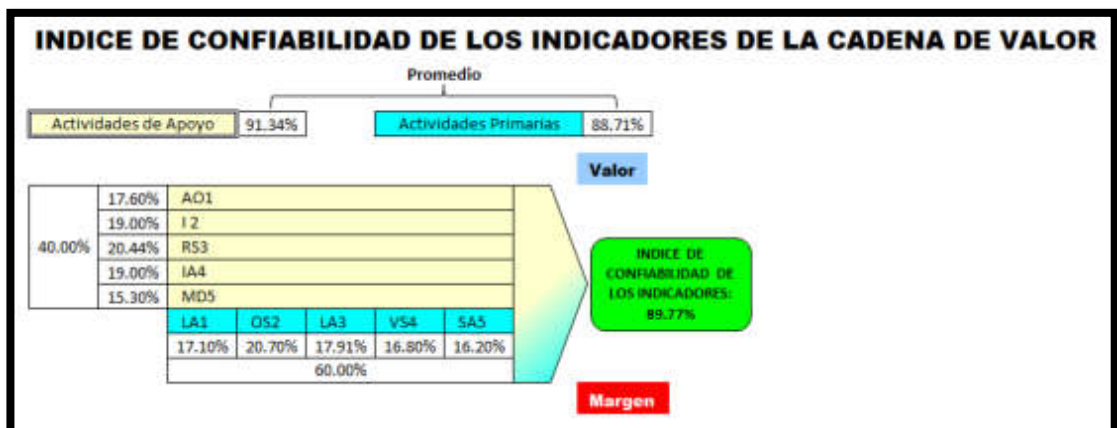 INDICE DE CONFIABILIDAD DE LOS INDICADORES DE LA CADENA DE VALOR
Promedio
Actividades de Apoyo 91.34% Actividades Primarias 88.71%
Valor
17.60% AO1
19.00% I 2
40.00% 20.44% RS3
19.00% IA4
15.30% MD5
INDICE DE
CONFIABILIDAD DE
LOS INDICADORES:
89.77%
LA1 OS2 LA3 VS4 SA5
17.10% 20.70% 17.91% 16.80% 16.20%
60.00%
Margen